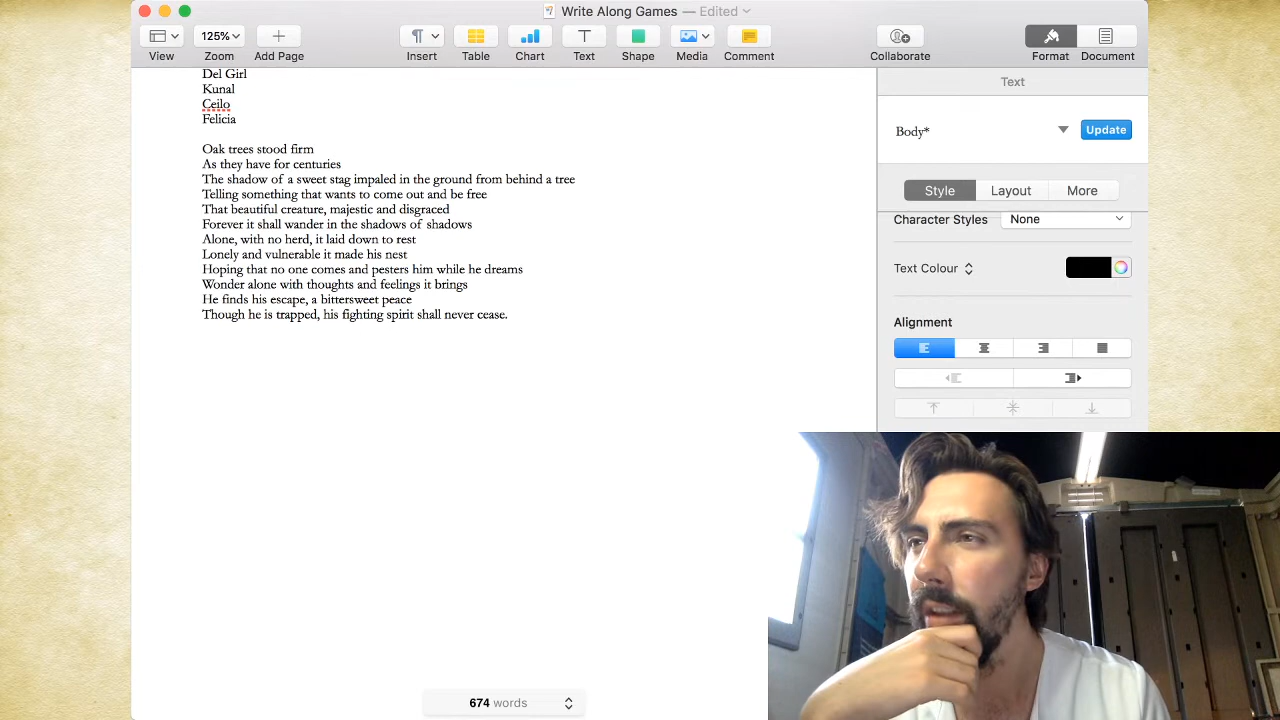 Write Along Games — Edited
125%
View
Zoom
Add Page
Insert
Table
Chart
Text
Shape
Media
Comment
Collaborate
Format
Document
Del Girl
Kunal
Ceilo
Felicia
Oak trees stood firm
As they have for centuries
The shadow of a sweet stag impaled in the ground from behind a tree
Telling something that wants to come out and be free
That beautiful creature, majestic and disgraced
Forever it shall wander in the shadows of shadows
Alone, with no herd, it laid down to rest
Lonely and vulnerable it made his nest
Hoping that no one comes and pesters him while he dreams
Wonder alone with thoughts and feelings it brings
He finds his escape, a bittersweet peace
Though he is trapped, his fighting spirit shall never cease.
674 words
Text
Body*
Update
Style
Layout
More
Character Styles
None
Text Colour
Alignment